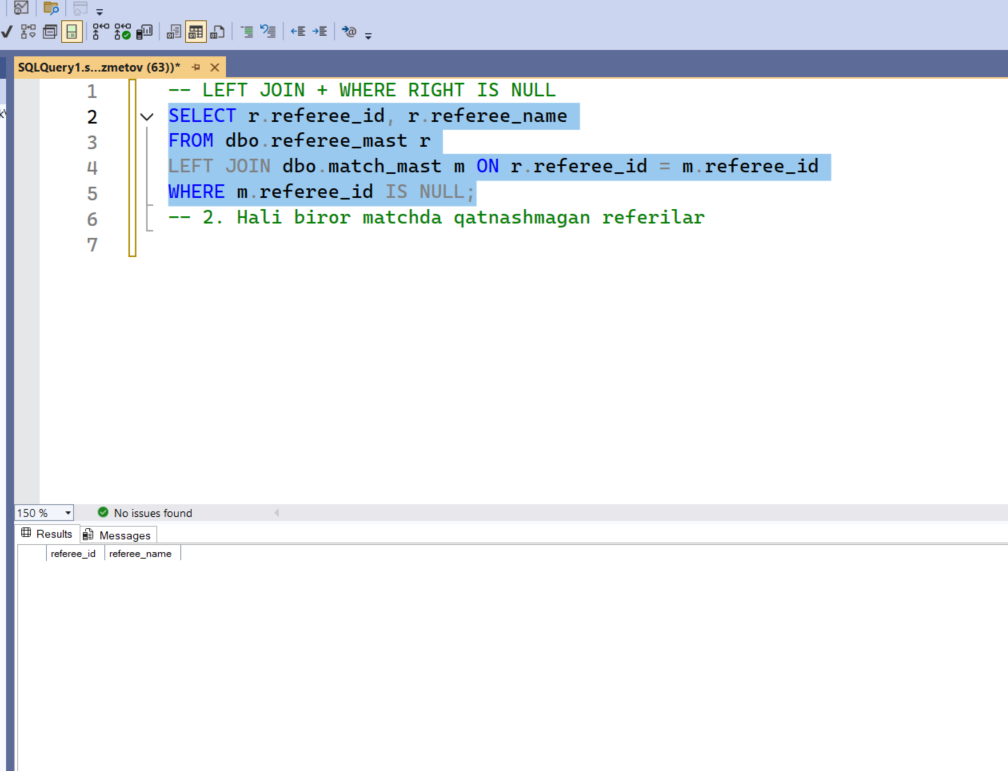 SQLQuery1.s...zmetov (63))*
1 -- LEFT JOIN + WHERE RIGHT IS NULL
2 SELECT r.referee_id, r.referee_name
3 FROM dbo.referee_mast r
4 LEFT JOIN dbo.match_mast m ON r.referee_id = m.referee_id
5 WHERE m.referee_id IS NULL;
6 -- 2. Hali biror matchda qatnashmagan referilar
7
150 % No issues found
Results Messages
referee_id referee_name